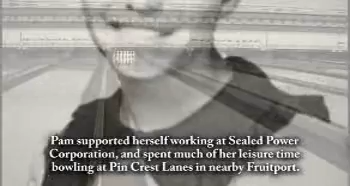 Pam supported herself working at Sealed Power
Corporation, and spent much of her leisure time
bowling at Pin Crest Lanes in nearby Fruitport.